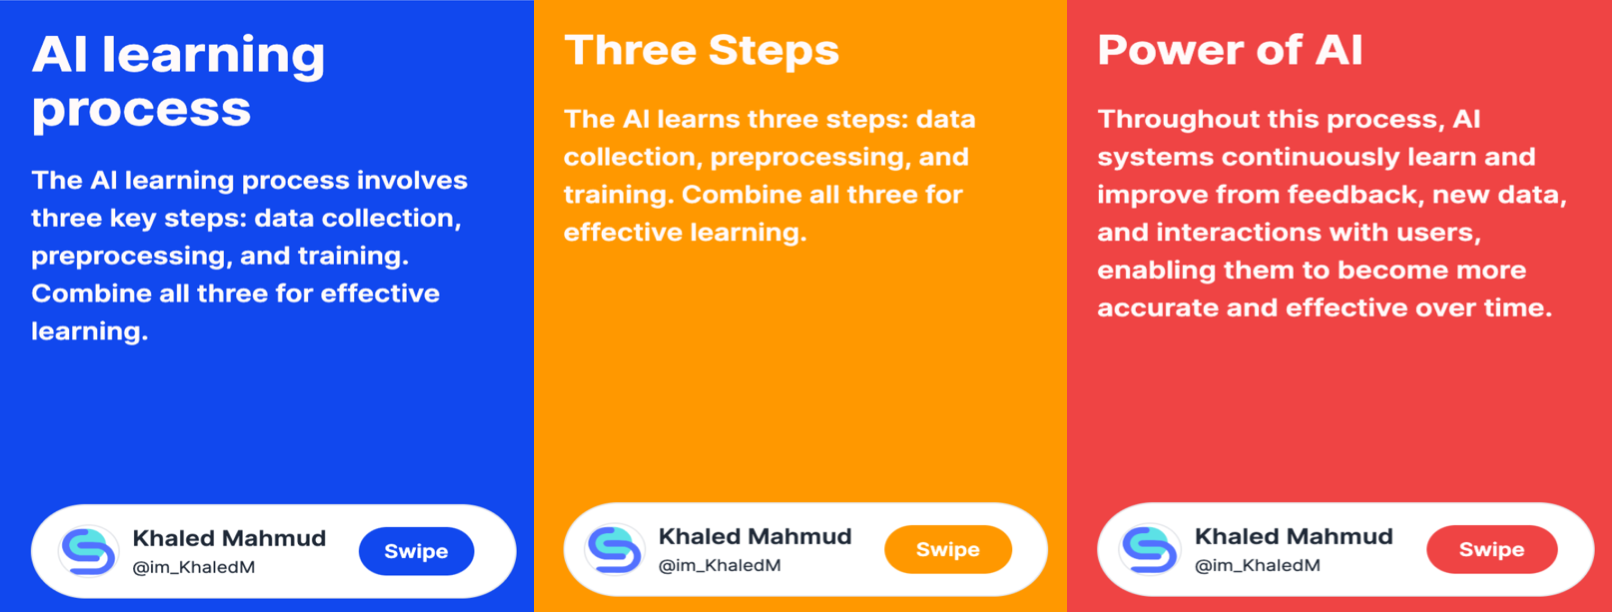 AI learning
process
The AI learning process involves
three key steps: data collection,
preprocessing, and training.
Combine all three for effective
learning.
Khaled Mahmud
@im_KhaledM
Swipe
Three Steps
The AI learns three steps: data
collection, preprocessing, and
training. Combine all three for
effective learning.
Khaled Mahmud
@im_KhaledM
Swipe
Power of AI
Throughout this process, AI
systems continuously learn and
improve from feedback, new data,
and interactions with users,
enabling them to become more
accurate and effective over time.
Khaled Mahmud
@im_KhaledM
Swipe